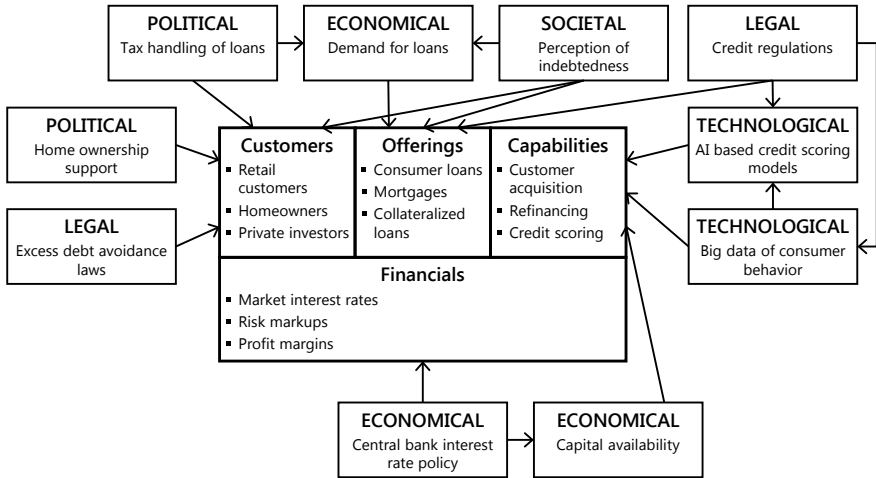 POLITICAL
Tax handling of loans
ECONOMICAL
Demand for loans
SOCIETAL
Perception of
indebtedness
LEGAL
Credit regulations
POLITICAL
Home ownership
support
LEGAL
Excess debt avoidance
laws
Customers
▪ Retail
customers
▪ Homeowners
▪ Private investors
Offerings
▪ Consumer loans
▪ Mortgages
▪ Collateralized
loans
Capabilities
▪ Customer
acquisition
▪ Refinancing
▪ Credit scoring
TECHNOLOGICAL
AI based credit scoring
models
TECHNOLOGICAL
Big data of consumer
behavior
Financials
▪ Market interest rates
▪ Risk markups
▪ Profit margins
ECONOMICAL
Central bank interest
rate policy
ECONOMICAL
Capital availability